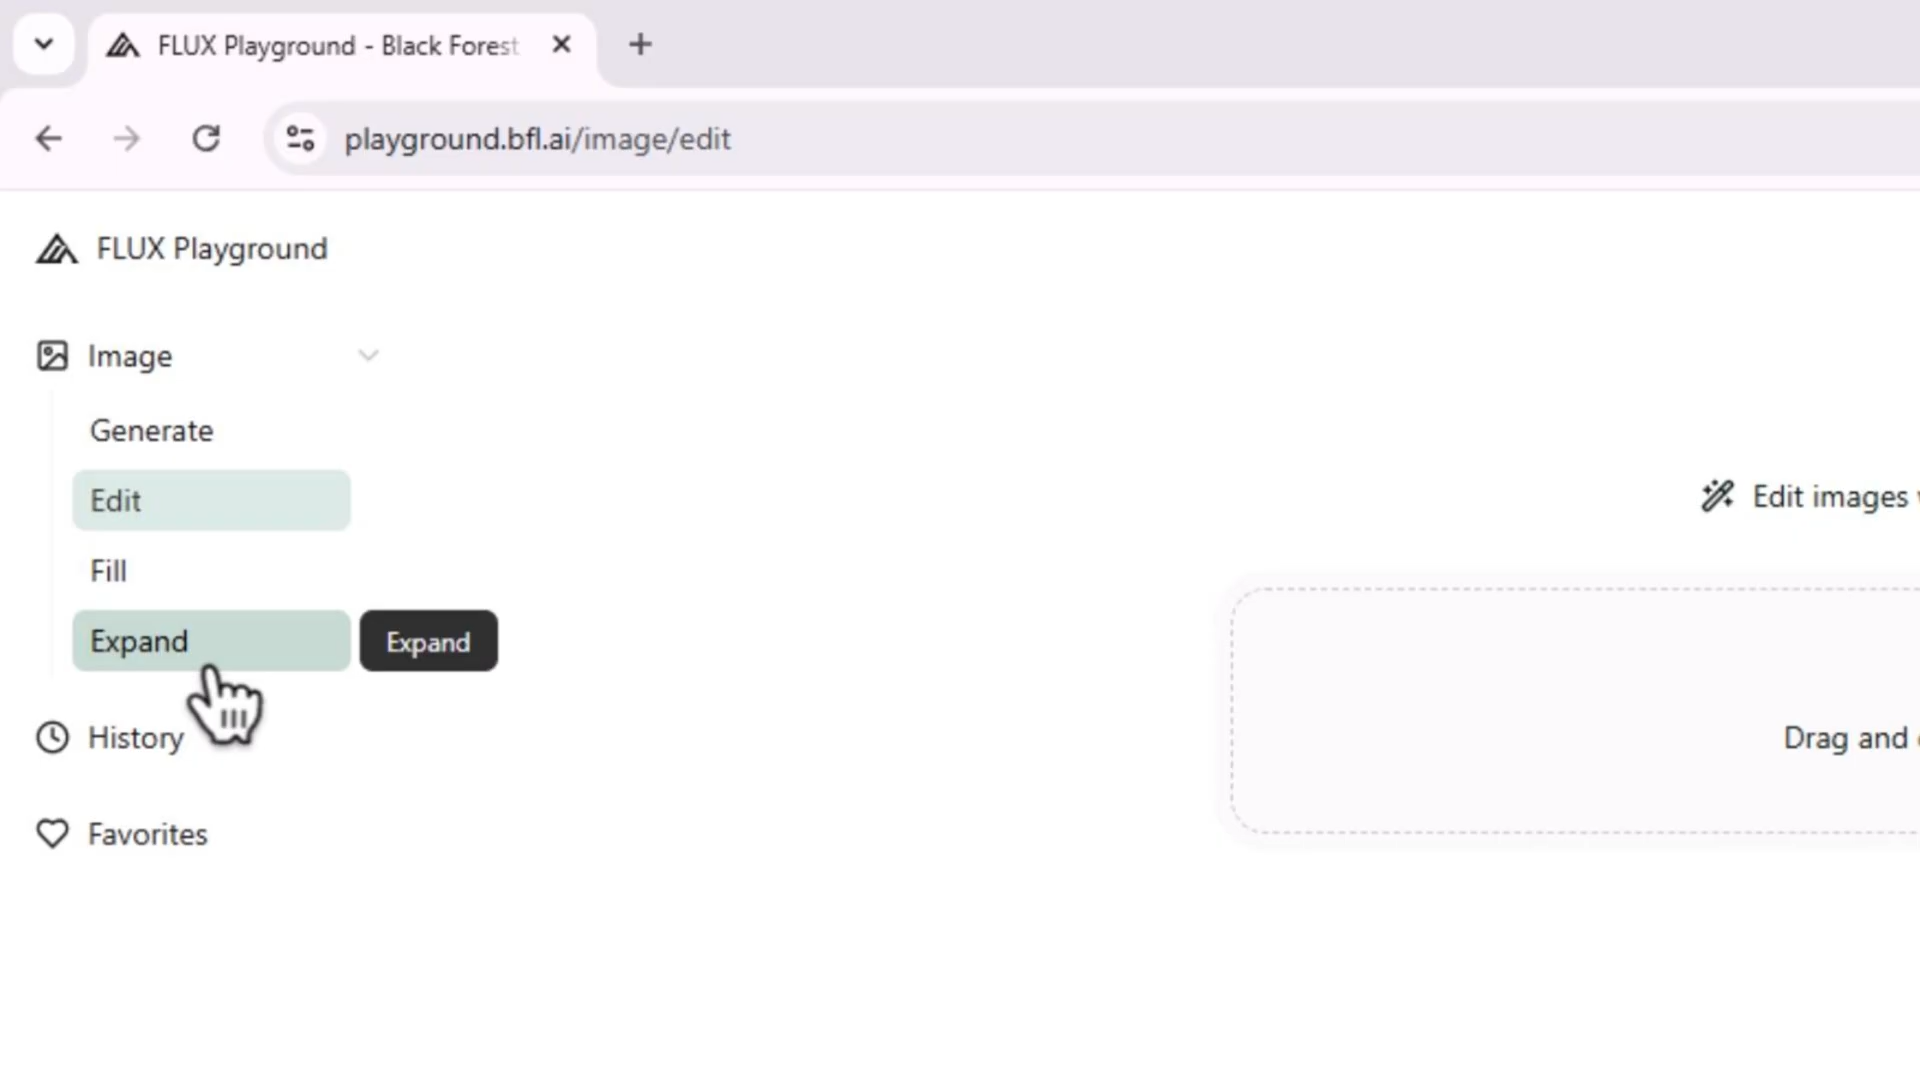 FLUX Playground - Black Forest
playground.bfl.ai/image/edit
FLUX Playground
Image
Generate
Edit
Edit images
Fill
Expand
Expand
History
Drag and
Favorites